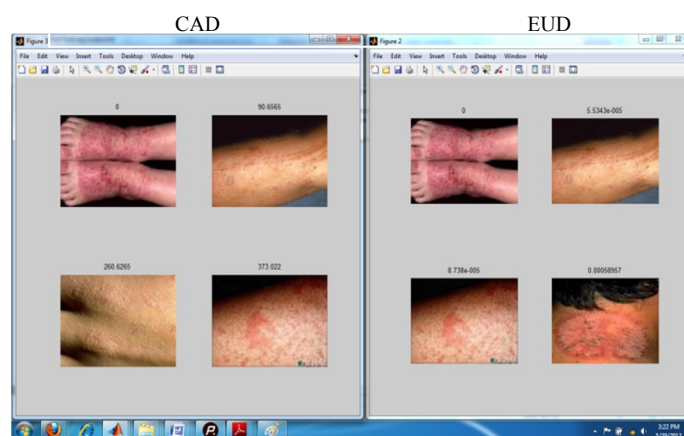 CAD EUD
Figure 1
File Edit View Insert Tools Desktop Window Help
0 90.6565
260.6265 373.022
Figure 2
File Edit View Insert Tools Desktop Window Help
0 5.5343e-005
8.738e-005 0.00058957
3:22 PM